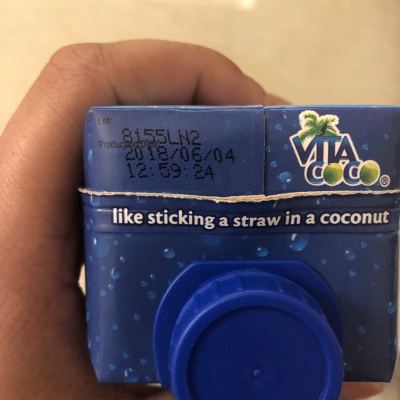 Lot:
8155LN2
Production Date:
2018/06/04
12:59:24
VITA
COCO®
like sticking a straw in a coconut